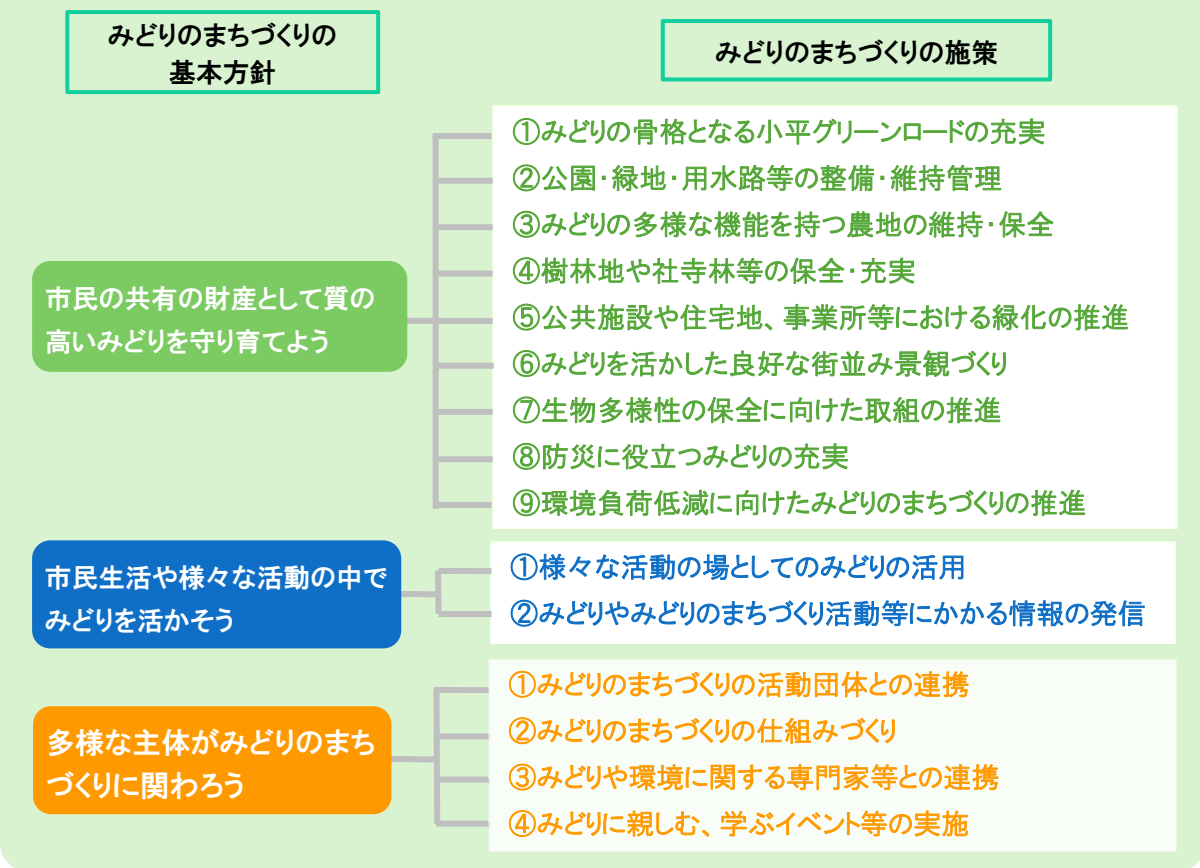 みどりのまちづくりの
基本方針
みどりのまちづくりの施策
市民の共有の財産として質の
高いみどりを守り育てよう
①みどりの骨格となる小平グリーンロードの充実
②公園・緑地・用水路等の整備・維持管理
③みどりの多様な機能を持つ農地の維持・保全
④樹林地や社寺林等の保全・充実
⑤公共施設や住宅地、事業所等における緑化の推進
⑥みどりを活かした良好な街並み景観づくり
⑦生物多様性の保全に向けた取組の推進
⑧防災に役立つみどりの充実
⑨環境負荷低減に向けたみどりのまちづくりの推進
市民生活や様々な活動の中で
みどりを活かそう
①様々な活動の場としてのみどりの活用
②みどりやみどりのまちづくり活動等にかかる情報の発信
多様な主体がみどりのまち
づくりに関わろう
①みどりのまちづくりの活動団体との連携
②みどりのまちづくりの仕組みづくり
③みどりや環境に関する専門家等との連携
④みどりに親しむ、学ぶイベント等の実施